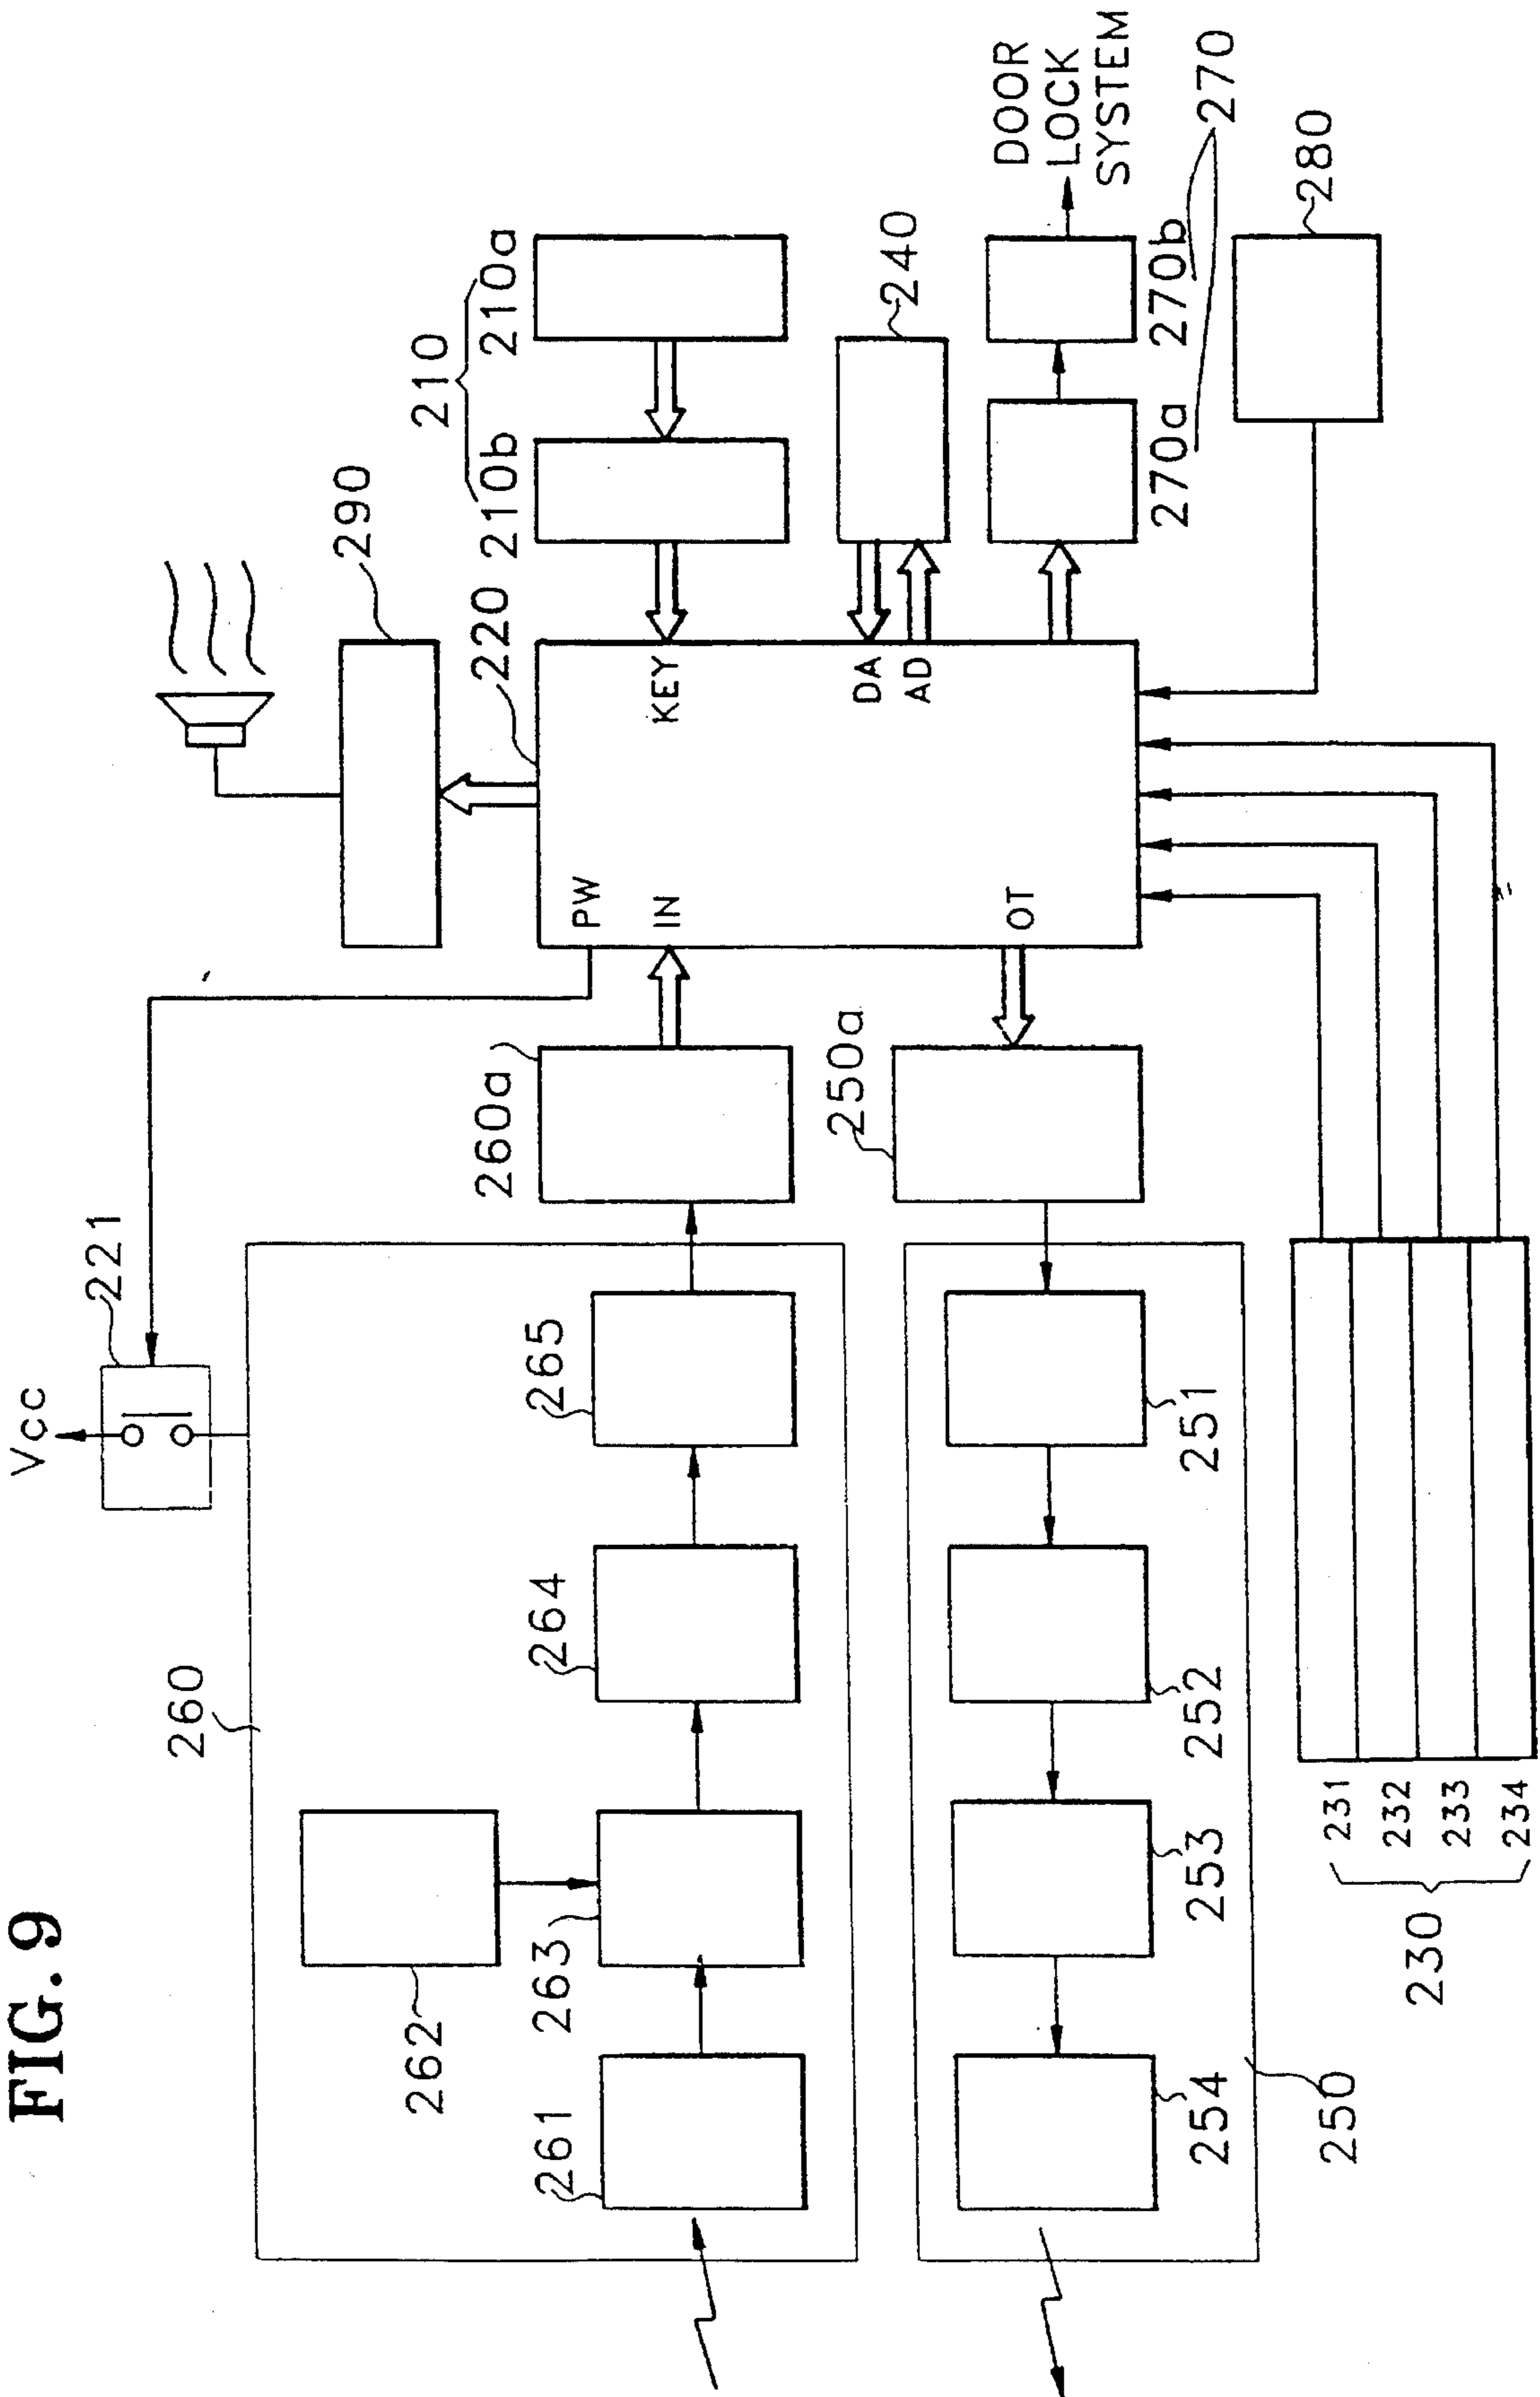 FIG. 9
Vcc
221
260
262
261
263
264
265
260a
250a
251
252
253
254
250
PW
IN
OT
KEY
DA
AD
220
290
210
210b
210a
240
DOOR
LOCK
SYSTEM
270a
270b
270
280
231
232
233
234
230